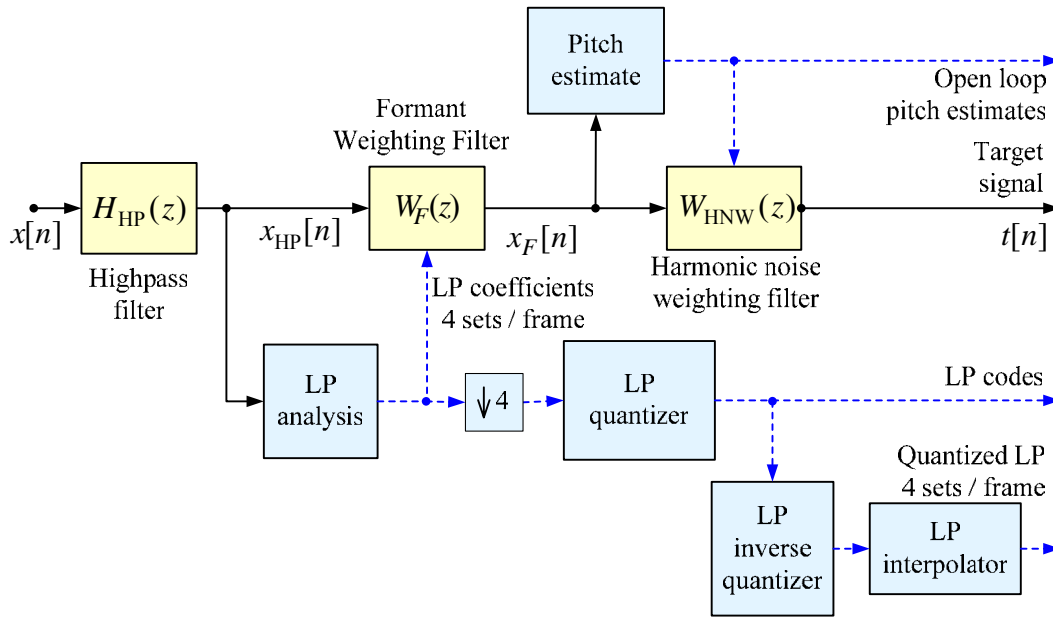 Pitch
estimate
Open loop
pitch estimates
Formant
Weighting Filter
Target
signal
x[n]
H_HP(z)
x_HP[n]
W_F(z)
x_F[n]
W_HNW(z)
t[n]
Highpass
filter
LP coefficients
4 sets / frame
Harmonic noise
weighting filter
LP
analysis
↓4
LP
quantizer
LP codes
Quantized LP
4 sets / frame
LP
inverse
quantizer
LP
interpolator